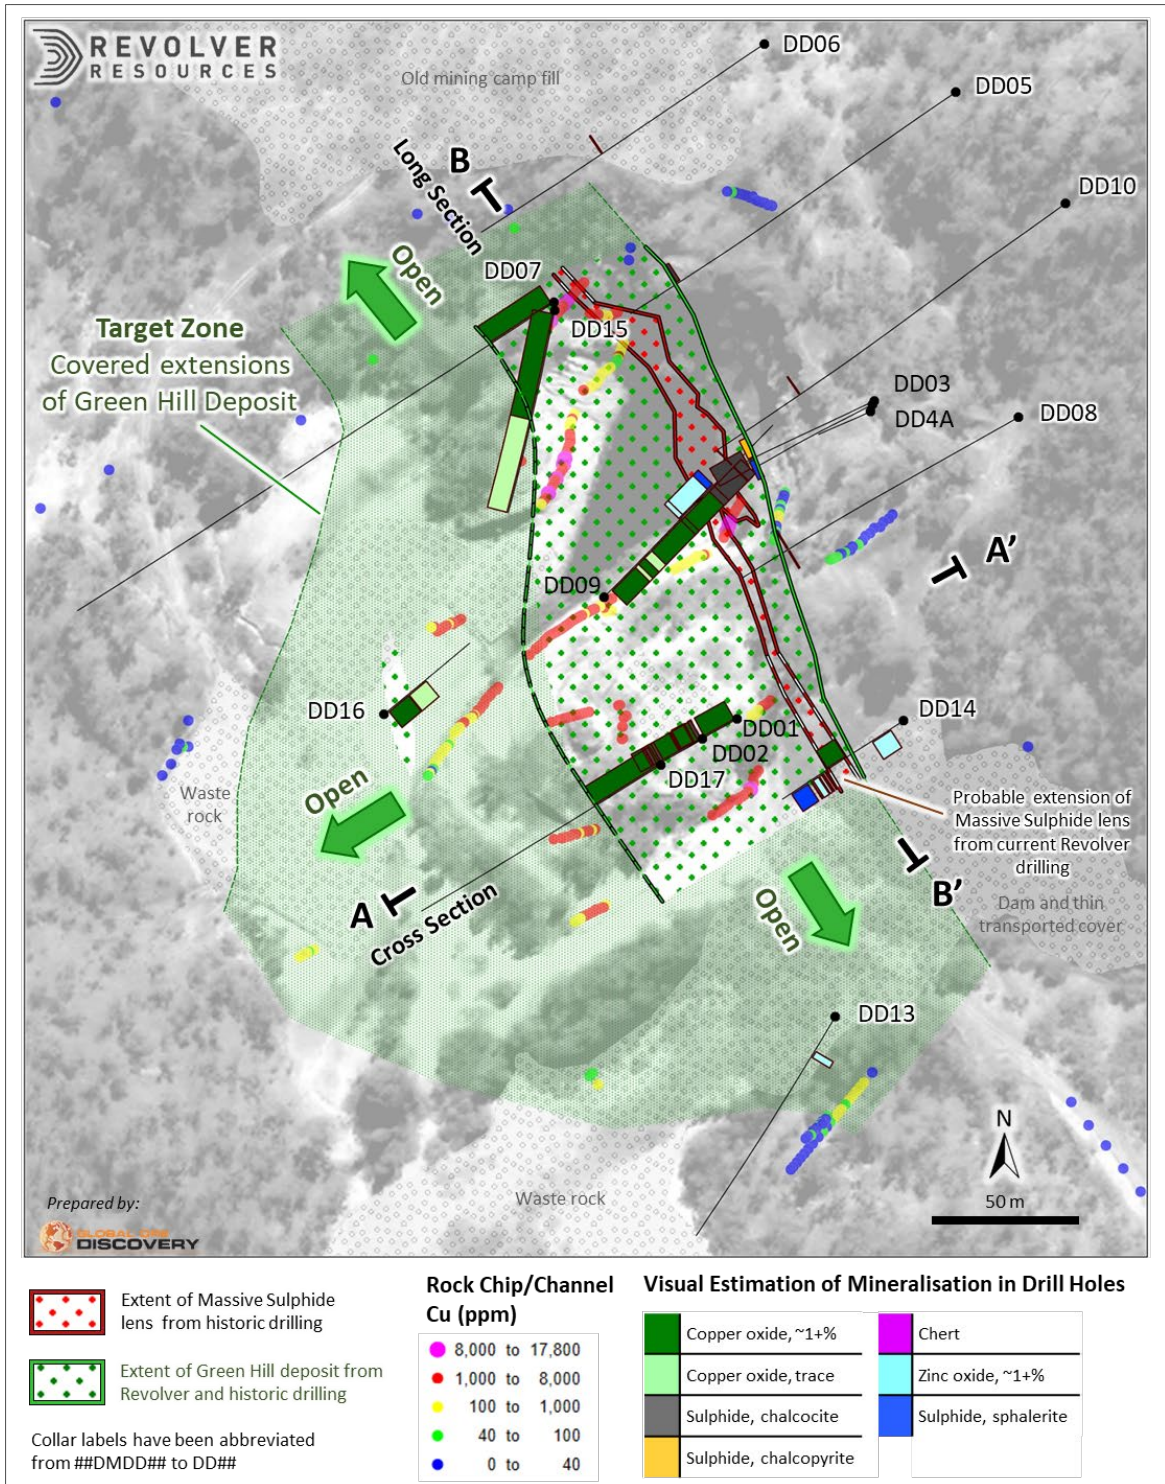 REVOLVER
RESOURCES
Old mining camp fill
DD06
DD05
B
Long Section
DD10
Open
DD07
Target Zone
Covered extensions
of Green Hill Deposit
DD15
DD03
DD4A
DD08
A'
DD09
DD16
DD14
DD01
DD02
DD17
Open
Waste
rock
Probable extension of
Massive Sulphide lens
from current Revolver
drilling
B'
A
Cross Section
Open
Dam and thin
transported cover
DD13
N
50 m
Waste rock
Prepared by:
GLOBAL ORE
DISCOVERY
Extent of Massive Sulphide
lens from historic drilling
Extent of Green Hill deposit from
Revolver and historic drilling
Collar labels have been abbreviated
from ##DMDD## to DD##
Rock Chip/Channel
Cu (ppm)
8,000 to 17,800
1,000 to 8,000
100 to 1,000
40 to 100
0 to 40
Visual Estimation of Mineralisation in Drill Holes
Copper oxide, ~1+%
Chert
Copper oxide, trace
Zinc oxide, ~1+%
Sulphide, chalcocite
Sulphide, sphalerite
Sulphide, chalcopyrite